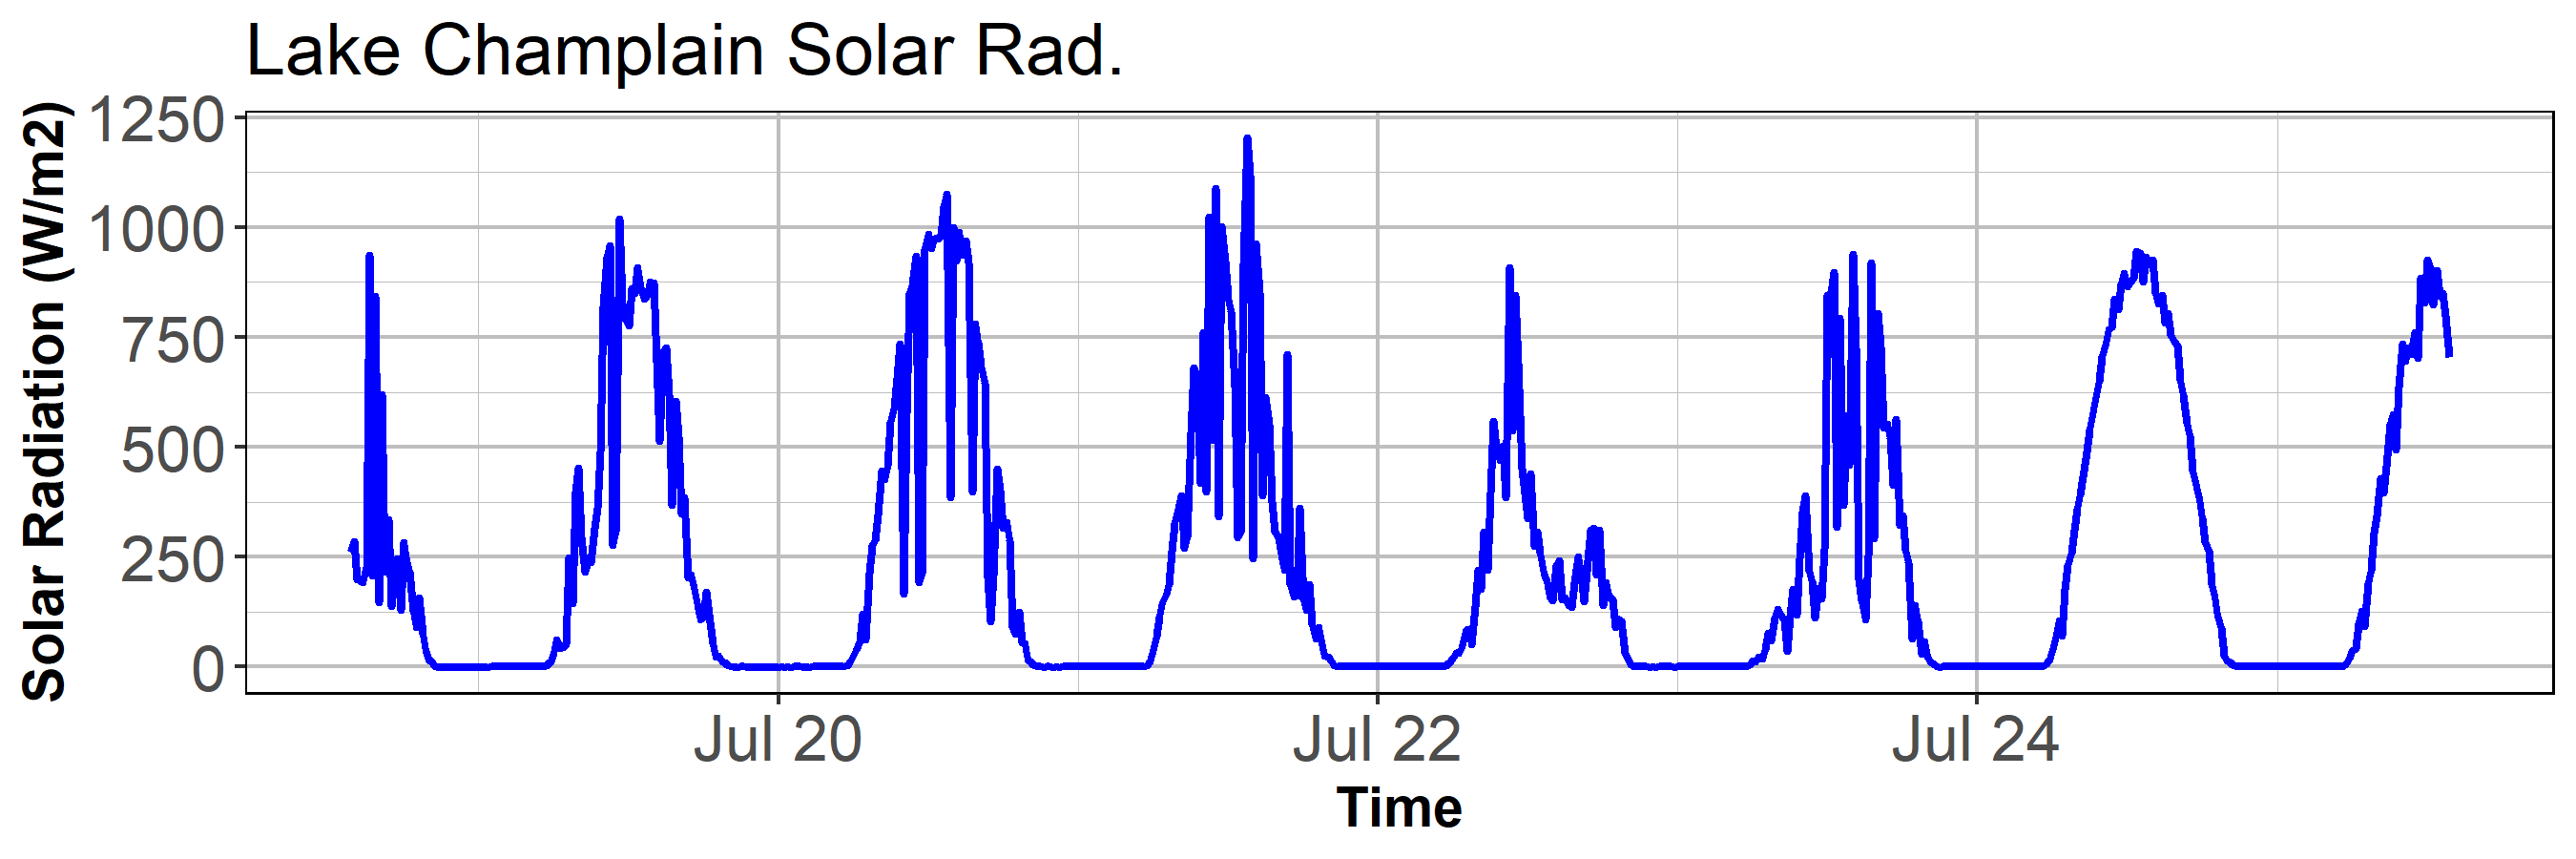 Lake Champlain Solar Rad.
Solar Radiation (W/m2)
1250
1000
750
500
250
0
Jul 20
Jul 22
Jul 24
Time